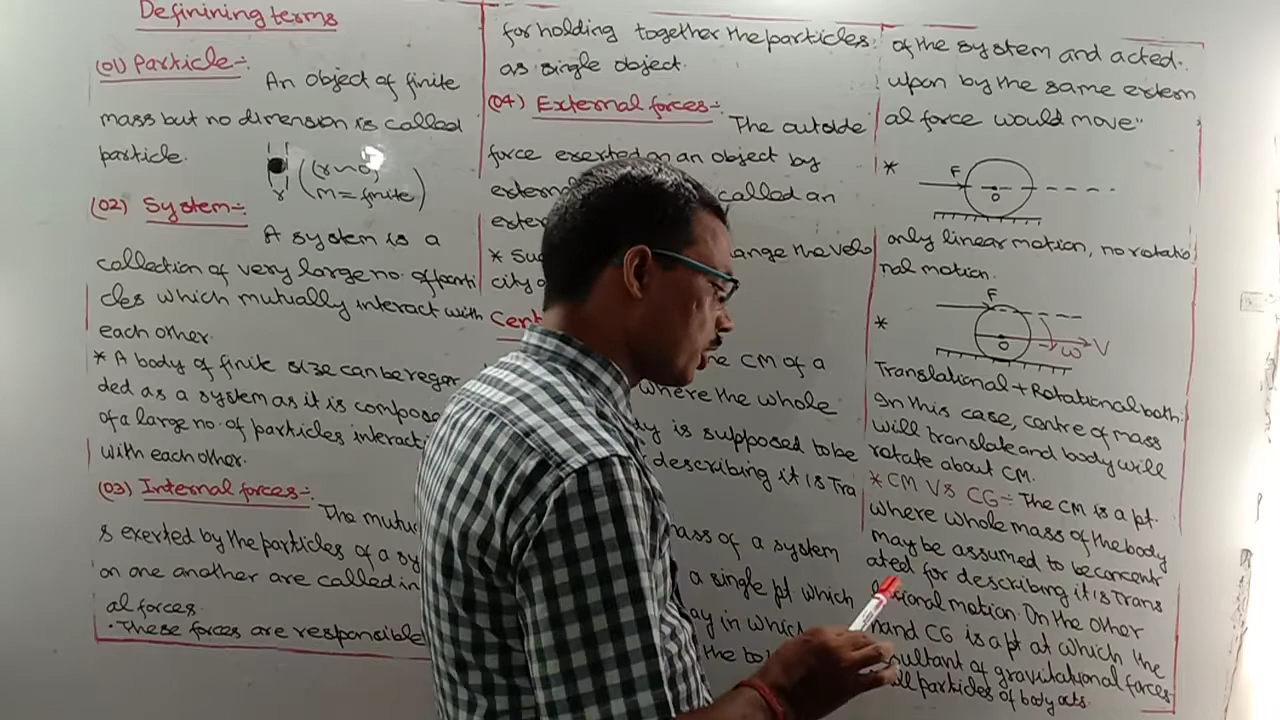 Definining terms
(01) Particle:-
An object of finite
mass but no dimension is called
particle.
(r~0,
m = finite)
r
(02) System:-
A system is a
collection of very large no. of parti
cles which mutually interact with
each other.
* A body of finite size can be regar
ded as a system as it is compose
of a large no. of particles interact
with each other.
(03) Internal forces:-
The mutu
s exerted by the particles of a sy
on one another are called in
al forces.
• These forces are responsible
for holding together the particles
as single object.
(04) External forces:-
The outside
force exerted on an object by
extern called an
exter
* Su ange the velo
city o
Cent
he CM of a
where the whole
dy is supposed to be
describing it is Tra
mass of a system
a single pt which
ay in which
the bo
of the system and acted
upon by the same extern
al force would move"
*
F
O
only linear motion, no rotatio
nal motion.
*
F
O
ω
V
Translational + Rotational both.
In this case, centre of mass
will translate and body will
rotate about CM.
* CM Vs CG = The CM is a pt.
where whole mass of the body
may be assumed to be concentr
ated for describing it is Trans
lational motion. On the other
hand CG is a pt at which the
sultant of gravitational forces
all particles of body acts.